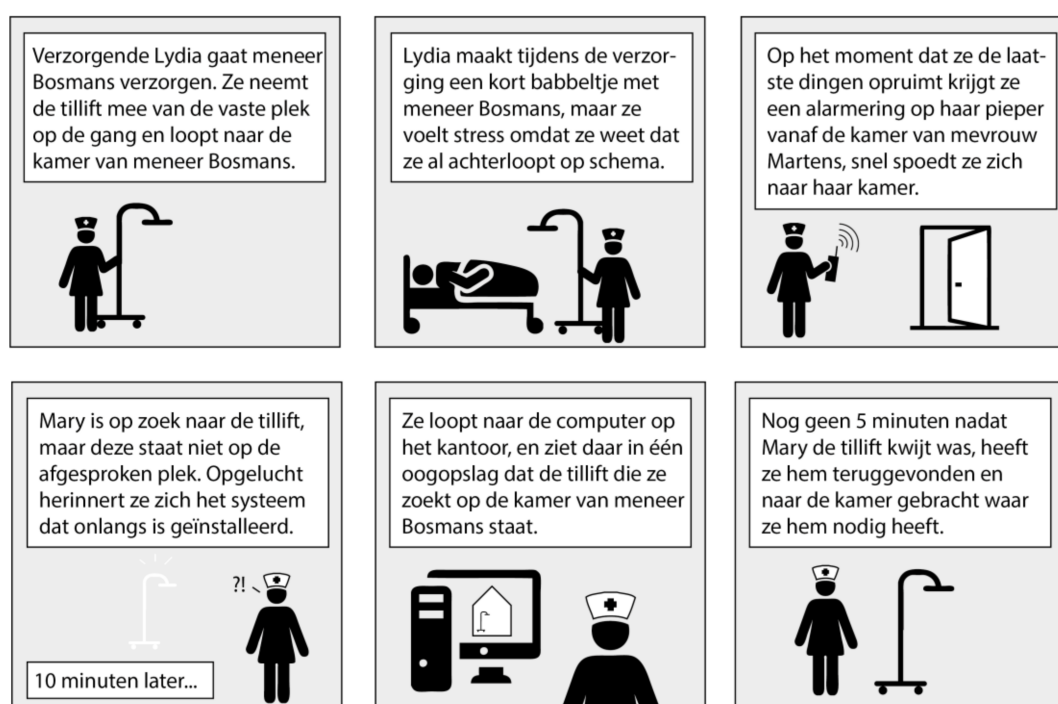 Verzorgende Lydia gaat meneer
Bosmans verzorgen. Ze neemt
de tillift mee van de vaste plek
op de gang en loopt naar de
kamer van meneer Bosmans.
Lydia maakt tijdens de verzor-
ging een kort babbeltje met
meneer Bosmans, maar ze
voelt stress omdat ze weet dat
ze al achterloopt op schema.
Op het moment dat ze de laat-
ste dingen opruimt krijgt ze
een alarmering op haar pieper
vanaf de kamer van mevrouw
Martens, snel spoedt ze zich
naar haar kamer.
Mary is op zoek naar de tillift,
maar deze staat niet op de
afgesproken plek. Opgelucht
herinnert ze zich het systeem
dat onlangs is geïnstalleerd.
?!
10 minuten later...
Ze loopt naar de computer op
het kantoor, en ziet daar in één
oogopslag dat de tillift die ze
zoekt op de kamer van meneer
Bosmans staat.
Nog geen 5 minuten nadat
Mary de tillift kwijt was, heeft
ze hem teruggevonden en
naar de kamer gebracht waar
ze hem nodig heeft.